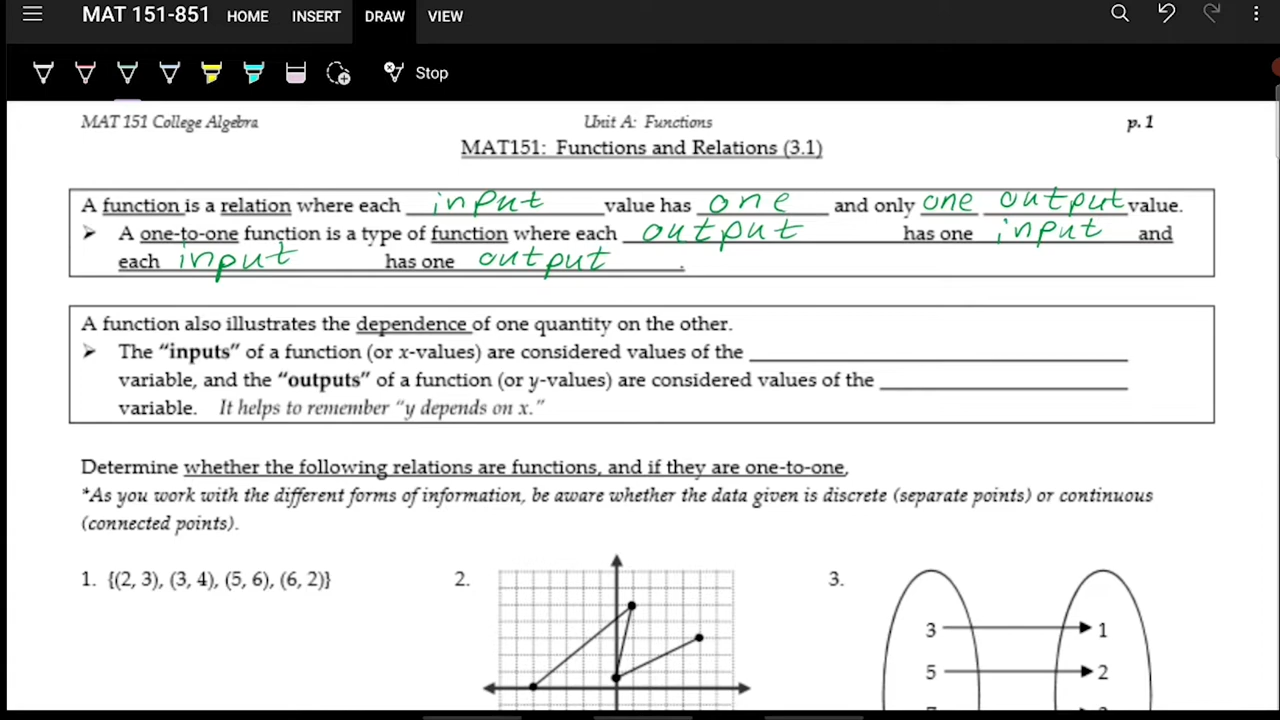 MAT 151-851 HOME INSERT DRAW VIEW
Stop
MAT 151 College Algebra Unit A: Functions p. 1
MAT151: Functions and Relations (3.1)
A function is a relation where each input value has one and only one output value.
➢ A one-to-one function is a type of function where each output has one input and
each input has one output.
A function also illustrates the dependence of one quantity on the other.
➢ The “inputs” of a function (or x-values) are considered values of the
variable, and the “outputs” of a function (or y-values) are considered values of the
variable. It helps to remember “y depends on x.”
Determine whether the following relations are functions, and if they are one-to-one.
*As you work with the different forms of information, be aware whether the data given is discrete (separate points) or continuous
(connected points).
1. {(2, 3), (3, 4), (5, 6), (6, 2)} 2. 3.
3 1
5 2